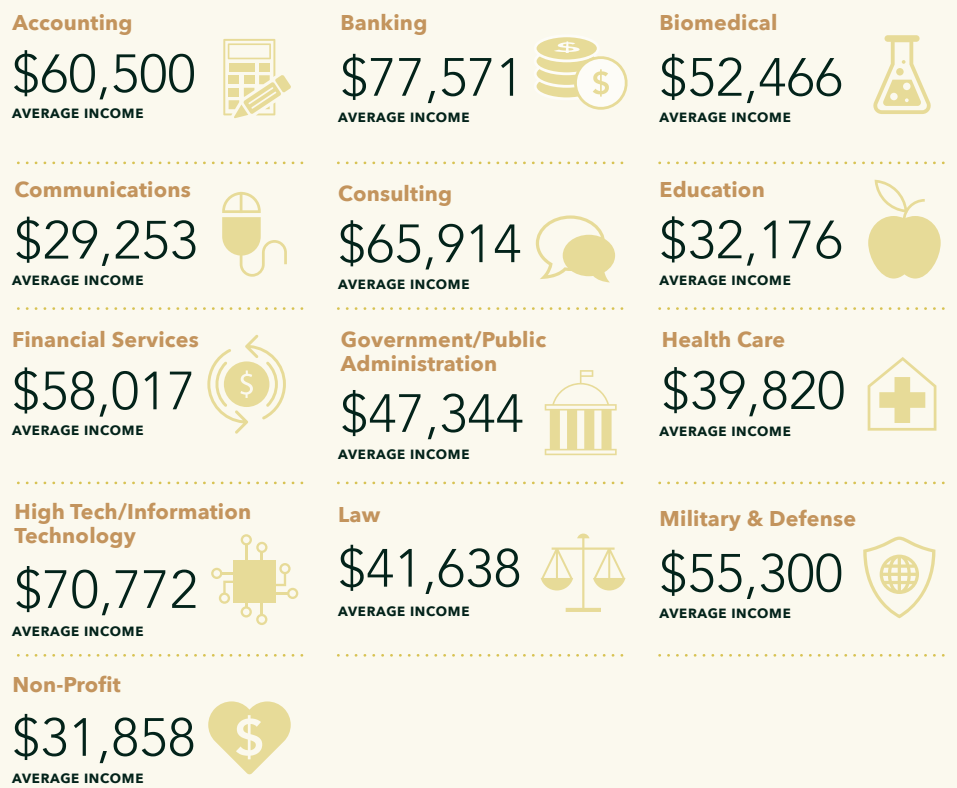 Accounting
$60,500
AVERAGE INCOME
Banking
$77,571
AVERAGE INCOME
$
$
Biomedical
$52,466
AVERAGE INCOME
Communications
$29,253
AVERAGE INCOME
Consulting
$65,914
AVERAGE INCOME
Education
$32,176
AVERAGE INCOME
Financial Services
$58,017
AVERAGE INCOME
$
Government/Public
Administration
$47,344
AVERAGE INCOME
Health Care
$39,820
AVERAGE INCOME
High Tech/Information
Technology
$70,772
AVERAGE INCOME
Law
$41,638
AVERAGE INCOME
Military & Defense
$55,300
AVERAGE INCOME
Non-Profit
$31,858
AVERAGE INCOME
$